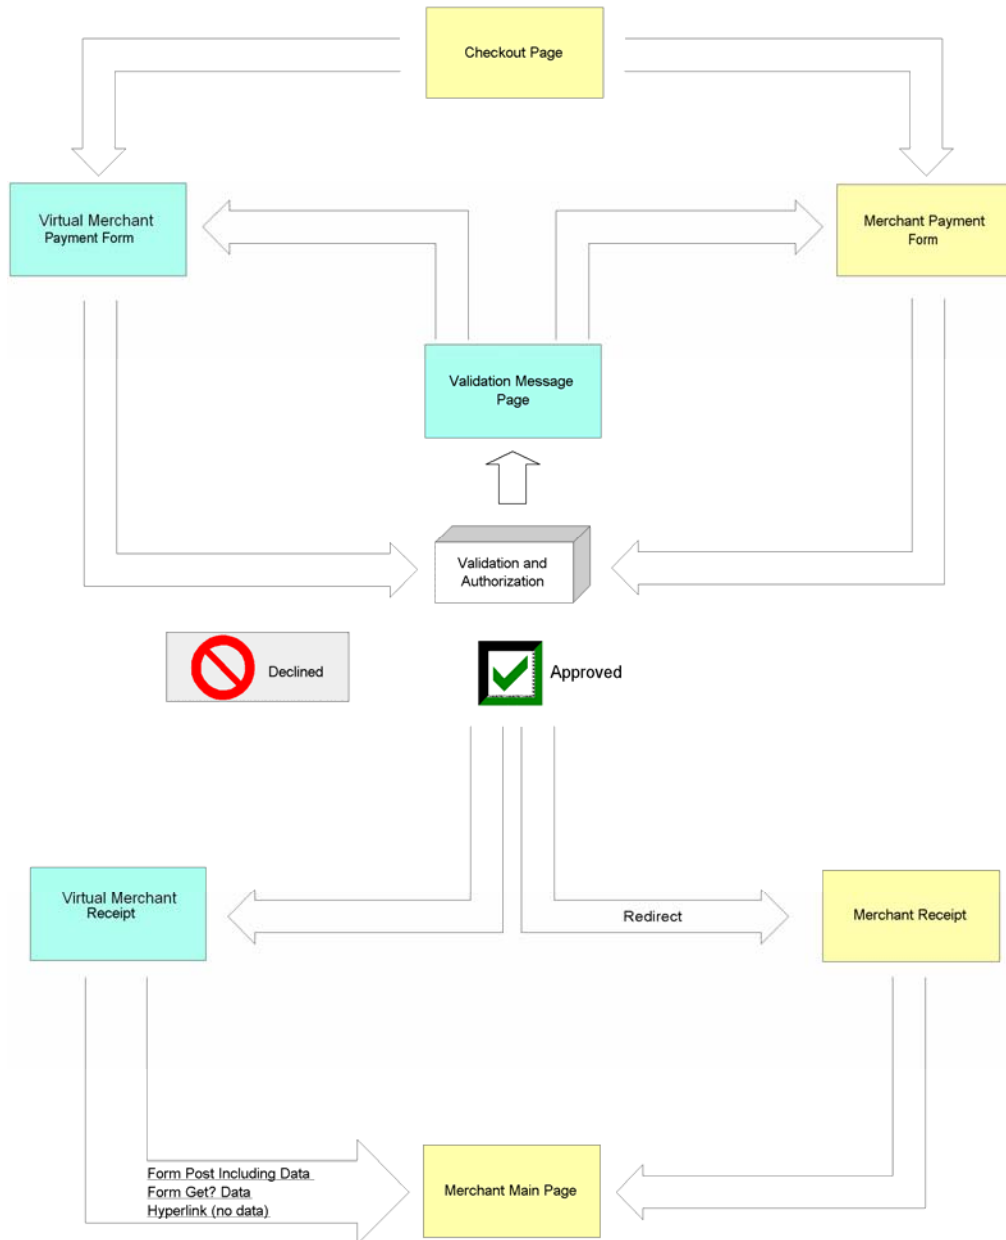 Checkout Page
Virtual Merchant
Payment Form
Merchant Payment
Form
Validation Message
Page
Validation and
Authorization
Declined
Approved
Virtual Merchant
Receipt
Redirect
Merchant Receipt
Form Post Including Data
Form Get? Data
Hyperlink (no data)
Merchant Main Page